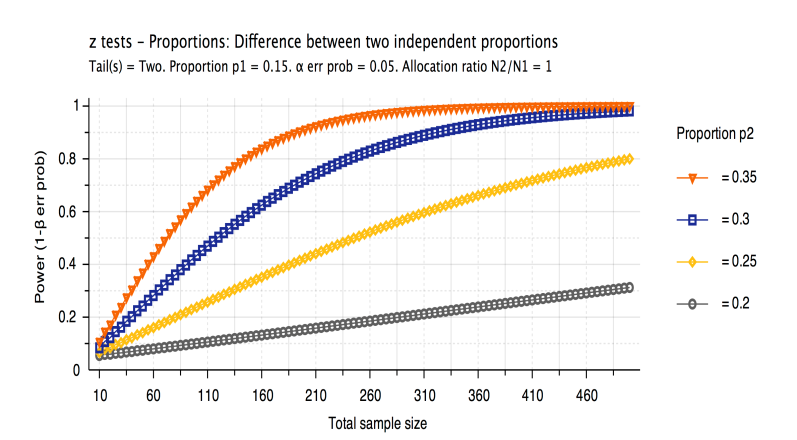 z tests – Proportions: Difference between two independent proportions
Tail(s) = Two. Proportion p1 = 0.15. α err prob = 0.05. Allocation ratio N2/N1 = 1
Power (1-β err prob)
1
0.8
0.6
0.4
0.2
0
10 60 110 160 210 260 310 360 410 460
Total sample size
Proportion p2
= 0.35
= 0.3
= 0.25
= 0.2